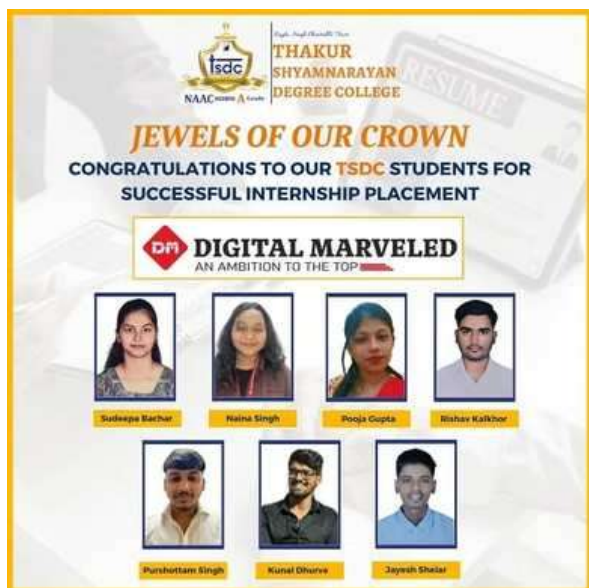 THAKUR
SHYAMNARAYAN
DEGREE COLLEGE
tsdc
NAAC A Grade
RESUME
JEWELS OF OUR CROWN
CONGRATULATIONS TO OUR TSDC STUDENTS FOR
SUCCESSFUL INTERNSHIP PLACEMENT
DM DIGITAL MARVELED
AN AMBITION TO THE TOP
Sudeepa Bachar Naina Singh Pooja Gupta Rishav Kalkhor
Purshottam Singh Kunal Dhurve Jayesh Shelar